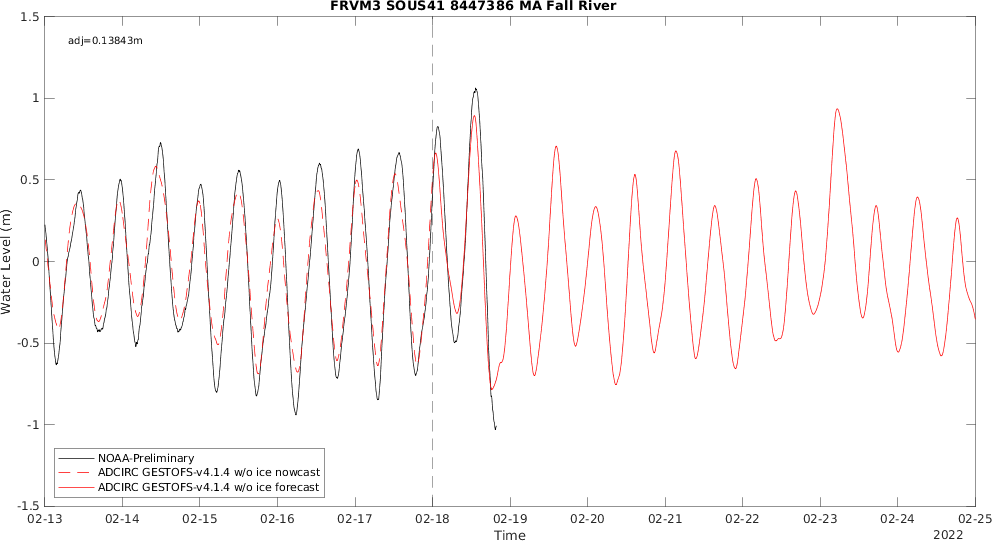 FRVM3 SOUS41 8447386 MA Fall River
adj=0.13843m
1.5
1
0.5
0
-0.5
-1
-1.5
Water Level (m)
NOAA-Preliminary
ADCIRC GESTOFS-v4.1.4 w/o ice nowcast
ADCIRC GESTOFS-v4.1.4 w/o ice forecast
02-13 02-14 02-15 02-16 02-17 02-18 02-19 02-20 02-21 02-22 02-23 02-24 02-25
Time
2022